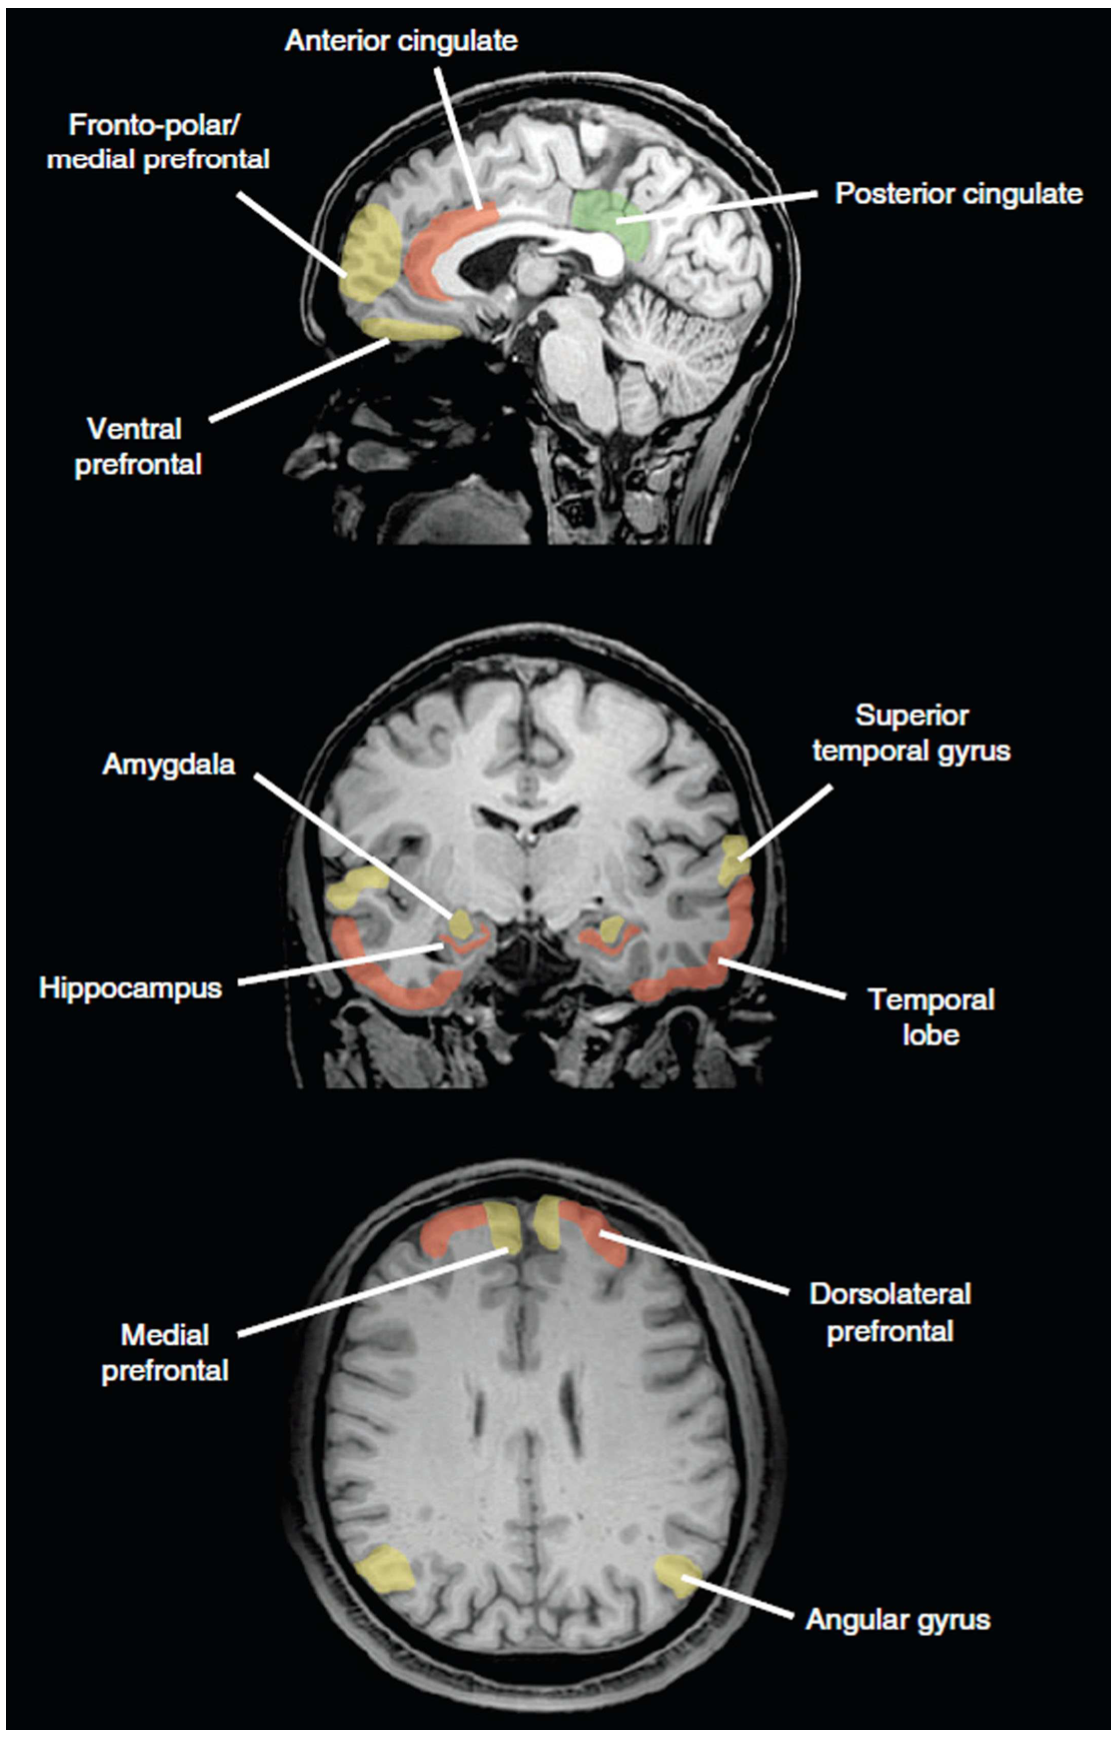 Anterior cingulate
Fronto-polar/
medial prefrontal
Posterior cingulate
Ventral
prefrontal
Superior
temporal gyrus
Amygdala
Hippocampus
Temporal
lobe
Dorsolateral
prefrontal
Medial
prefrontal
Angular gyrus